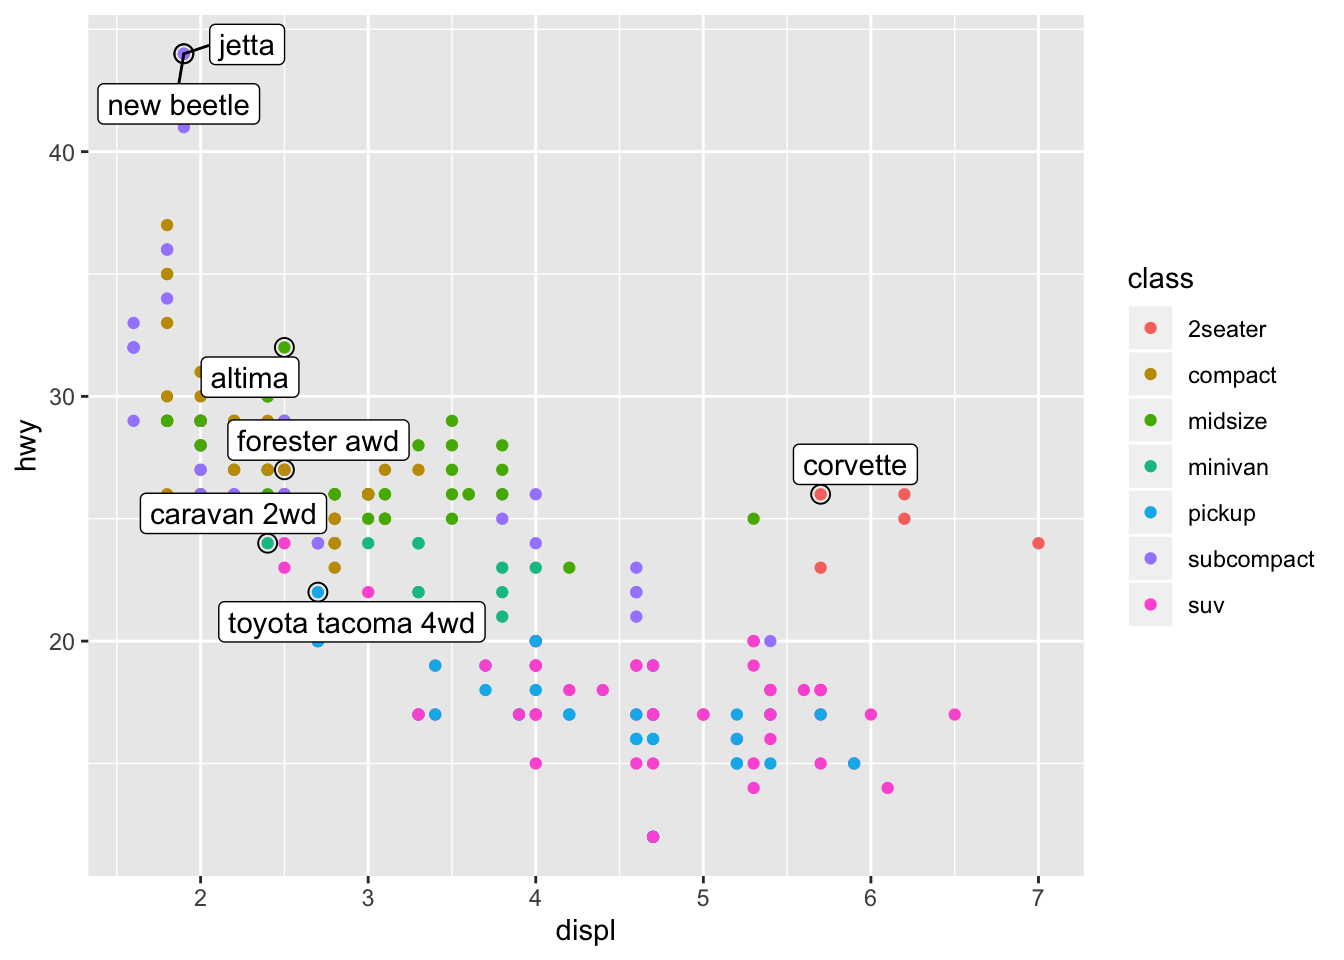 jetta
new beetle
40
altima
30
forester awd
corvette
caravan 2wd
toyota tacoma 4wd
20
hwy
2 3 4 5 6 7
displ
class
2seater
compact
midsize
minivan
pickup
subcompact
suv